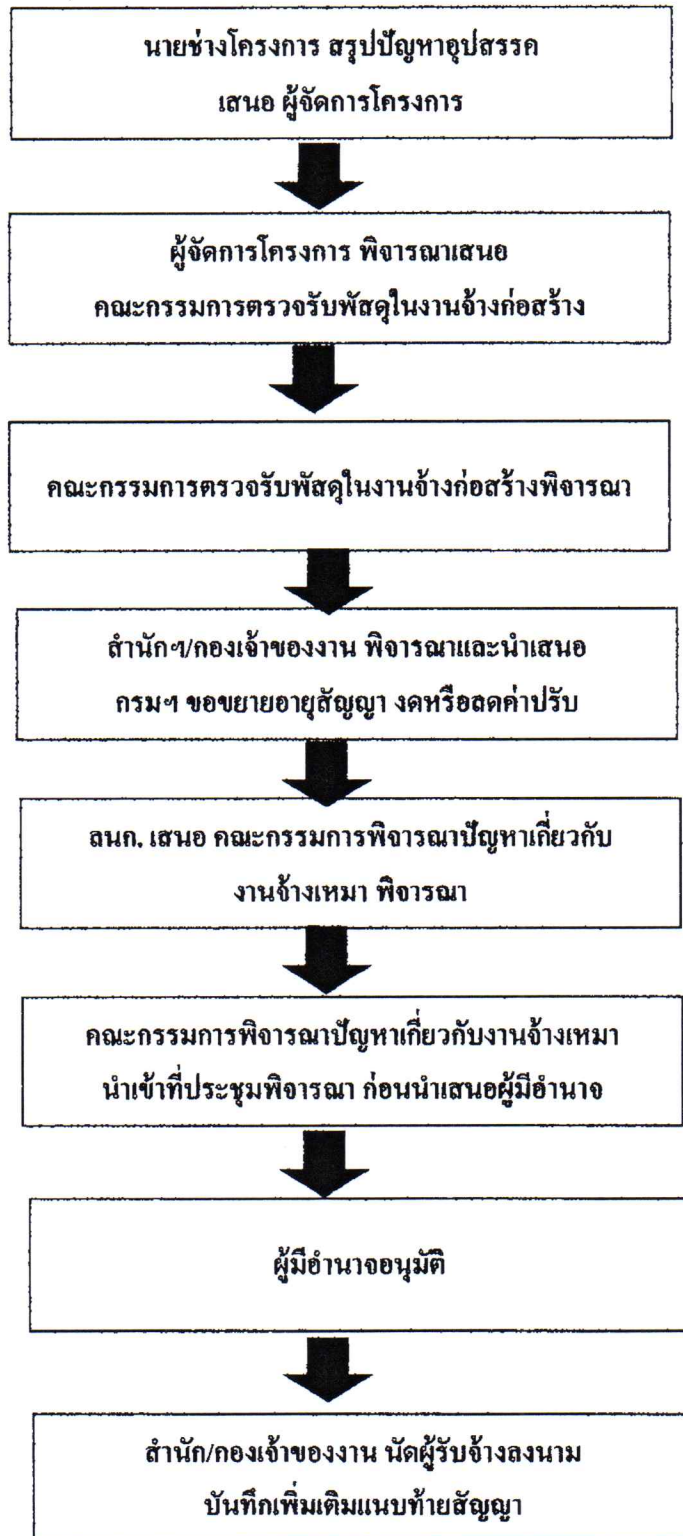 นายช่างโครงการ สรุปปัญหาอุปสรรค
เสนอ ผู้จัดการโครงการ
ผู้จัดการโครงการ พิจารณาเสนอ
คณะกรรมการตรวจรับพัสดุในงานจ้างก่อสร้าง
คณะกรรมการตรวจรับพัสดุในงานจ้างก่อสร้างพิจารณา
สำนักฯ/กองเจ้าของงาน พิจารณาและนำเสนอ
กรมฯ ขอขยายอายุสัญญา งดหรือลดค่าปรับ
ลนก. เสนอ คณะกรรมการพิจารณาปัญหาเกี่ยวกับ
งานจ้างเหมา พิจารณา
คณะกรรมการพิจารณาปัญหาเกี่ยวกับงานจ้างเหมา
นำเข้าที่ประชุมพิจารณา ก่อนนำเสนอผู้มีอำนาจ
ผู้มีอำนาจอนุมัติ
สำนัก/กองเจ้าของงาน นัดผู้รับจ้างลงนาม
บันทึกเพิ่มเติมแนบท้ายสัญญา